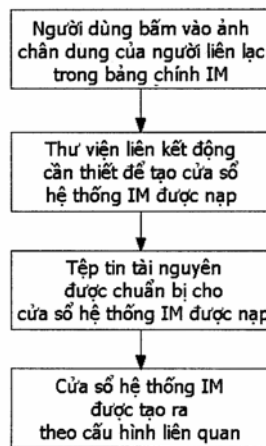 Người dùng bấm vào ảnh
chân dung của người liên lạc
trong bảng chính IM
Thư viện liên kết động
cần thiết để tạo cửa sổ
hệ thống IM được nạp
Tệp tin tài nguyên
được chuẩn bị cho
cửa sổ hệ thống IM được nạp
Cửa sổ hệ thống IM
được tạo ra
theo cấu hình liên quan